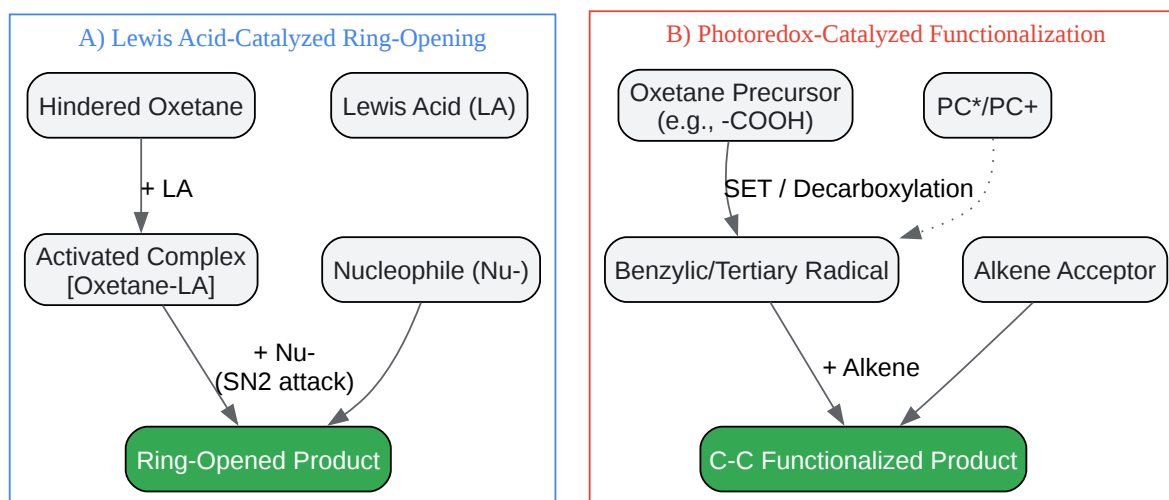 A) Lewis Acid-Catalyzed Ring-Opening
Hindered Oxetane
Lewis Acid (LA)
+ LA
Activated Complex
[Oxetane-LA]
Nucleophile (Nu-)
+ Nu-
(SN2 attack)
Ring-Opened Product
B) Photoredox-Catalyzed Functionalization
Oxetane Precursor
(e.g., -COOH)
PC*/PC+
SET / Decarboxylation
Benzylic/Tertiary Radical
Alkene Acceptor
+ Alkene
C-C Functionalized Product